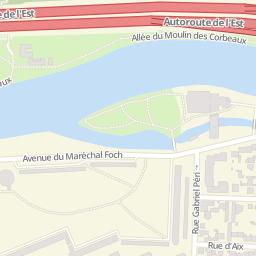 de l'Est
Autoroute de l'Est
Allée du Moulin des Corbeaux
aux
Avenue du Maréchal Foch
Rue Gabriel Péri
Rue d'Aix